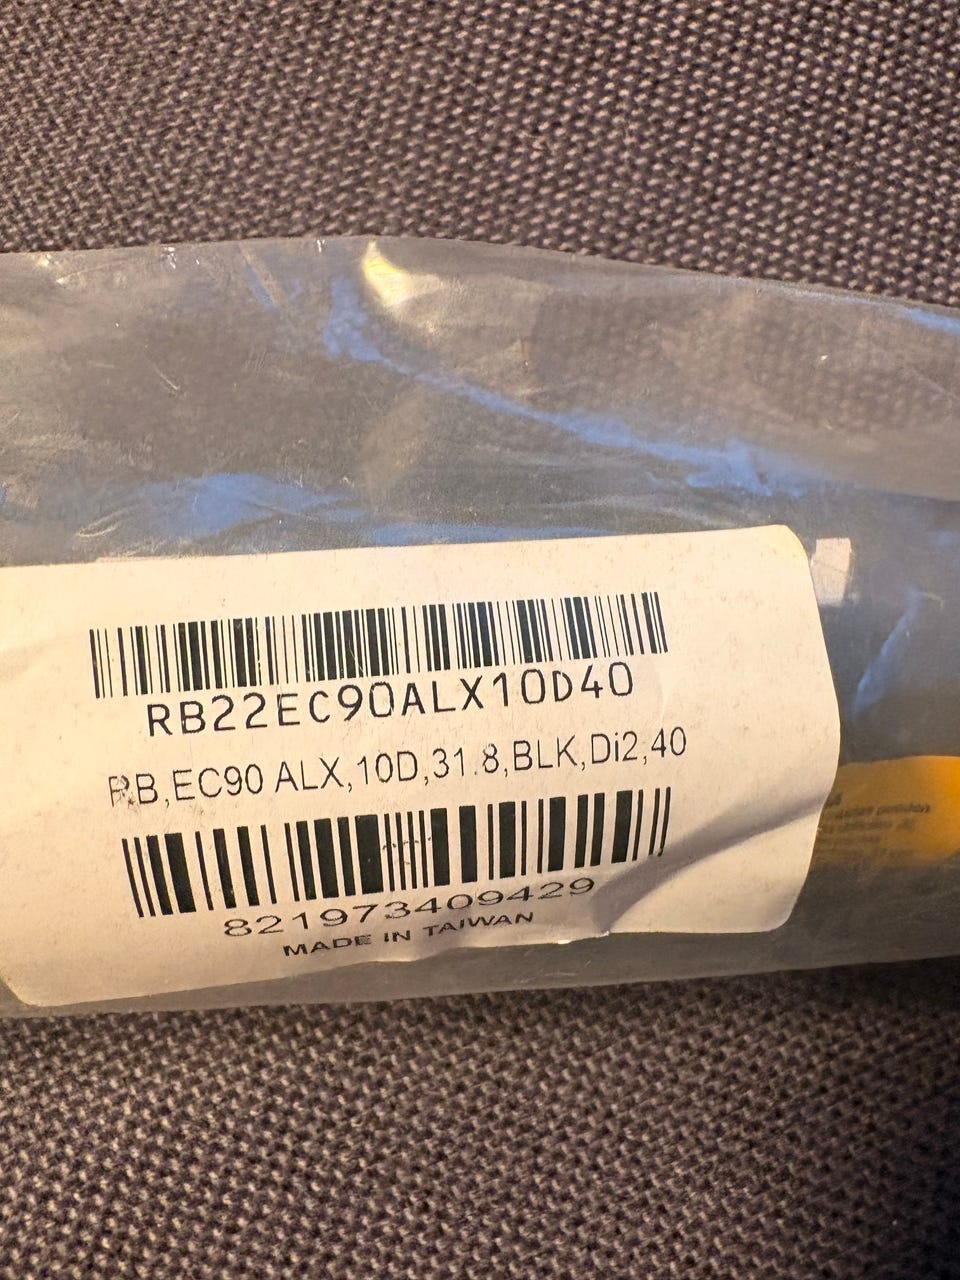 RB22EC90ALX10D40
RB,EC90 ALX,10D,31.8,BLK,Di2,40
821973409429
MADE IN TAIWAN